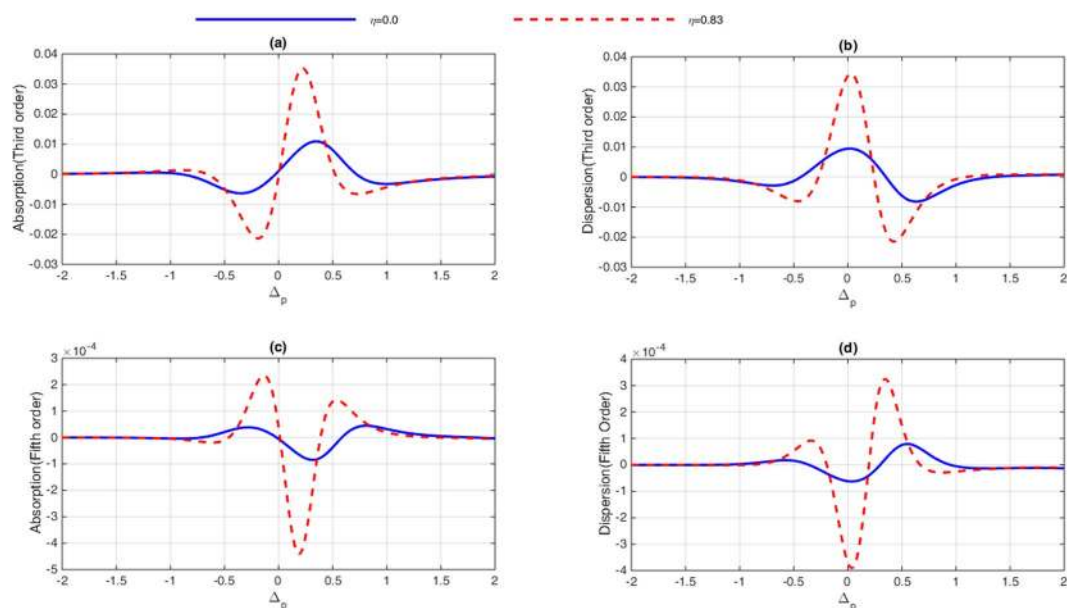 η=0.0 η=0.83
(a)
Absorption(Third order)
0.04
0.03
0.02
0.01
0
-0.01
-0.02
-0.03
-2 -1.5 -1 -0.5 0 0.5 1 1.5 2
Δp
(b)
Dispersion(Third order)
0.04
0.03
0.02
0.01
0
-0.01
-0.02
-0.03
-2 -1.5 -1 -0.5 0 0.5 1 1.5 2
Δp
(c)
×10-4
Absorption(Fifth order)
3
2
1
0
-1
-2
-3
-4
-5
-2 -1.5 -1 -0.5 0 0.5 1 1.5 2
Δp
(d)
×10-4
Dispersion(Fifth Order)
4
3
2
1
0
-1
-2
-3
-4
-2 -1.5 -1 -0.5 0 0.5 1 1.5 2
Δp